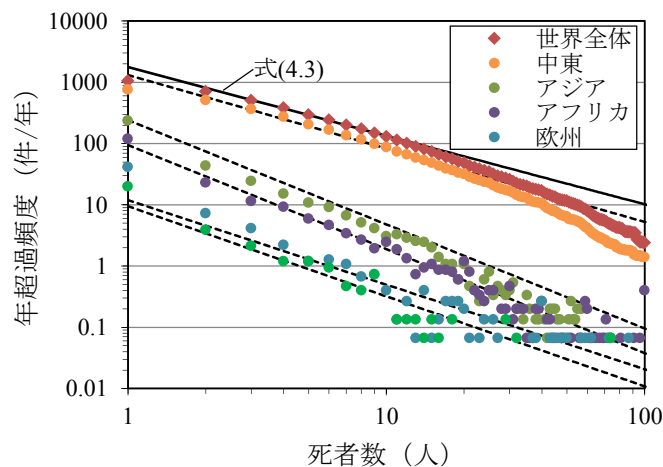 10000
1000
100
10
1
0.1
0.01
年超過頻度（件/年）
式(4.3)
世界全体
中東
アジア
アフリカ
欧州
1
10
100
死者数（人）